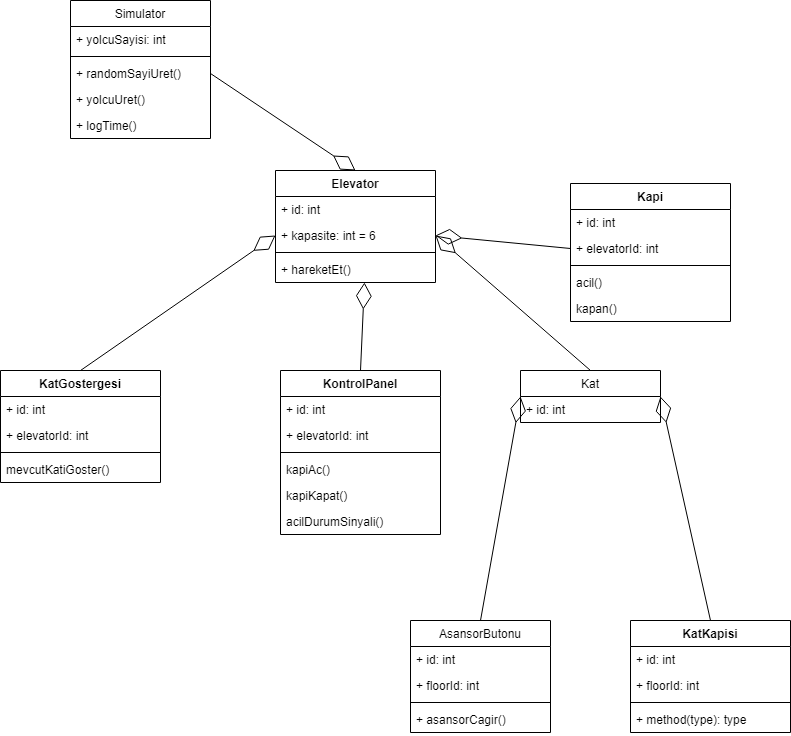 Simulator
+ yolcuSayisi: int
+ randomSayiUret()
+ yolcuUret()
+ logTime()
Elevator
+ id: int
+ kapasite: int = 6
+ hareketEt()
Kapi
+ id: int
+ elevatorId: int
acil()
kapan()
KatGostergesi
+ id: int
+ elevatorId: int
mevcutKatiGoster()
KontrolPanel
+ id: int
+ elevatorId: int
kapiAc()
kapiKapat()
acilDurumSinyali()
Kat
+ id: int
AsansorButonu
+ id: int
+ floorId: int
+ asansorCagir()
KatKapisi
+ id: int
+ floorId: int
+ method(type): type